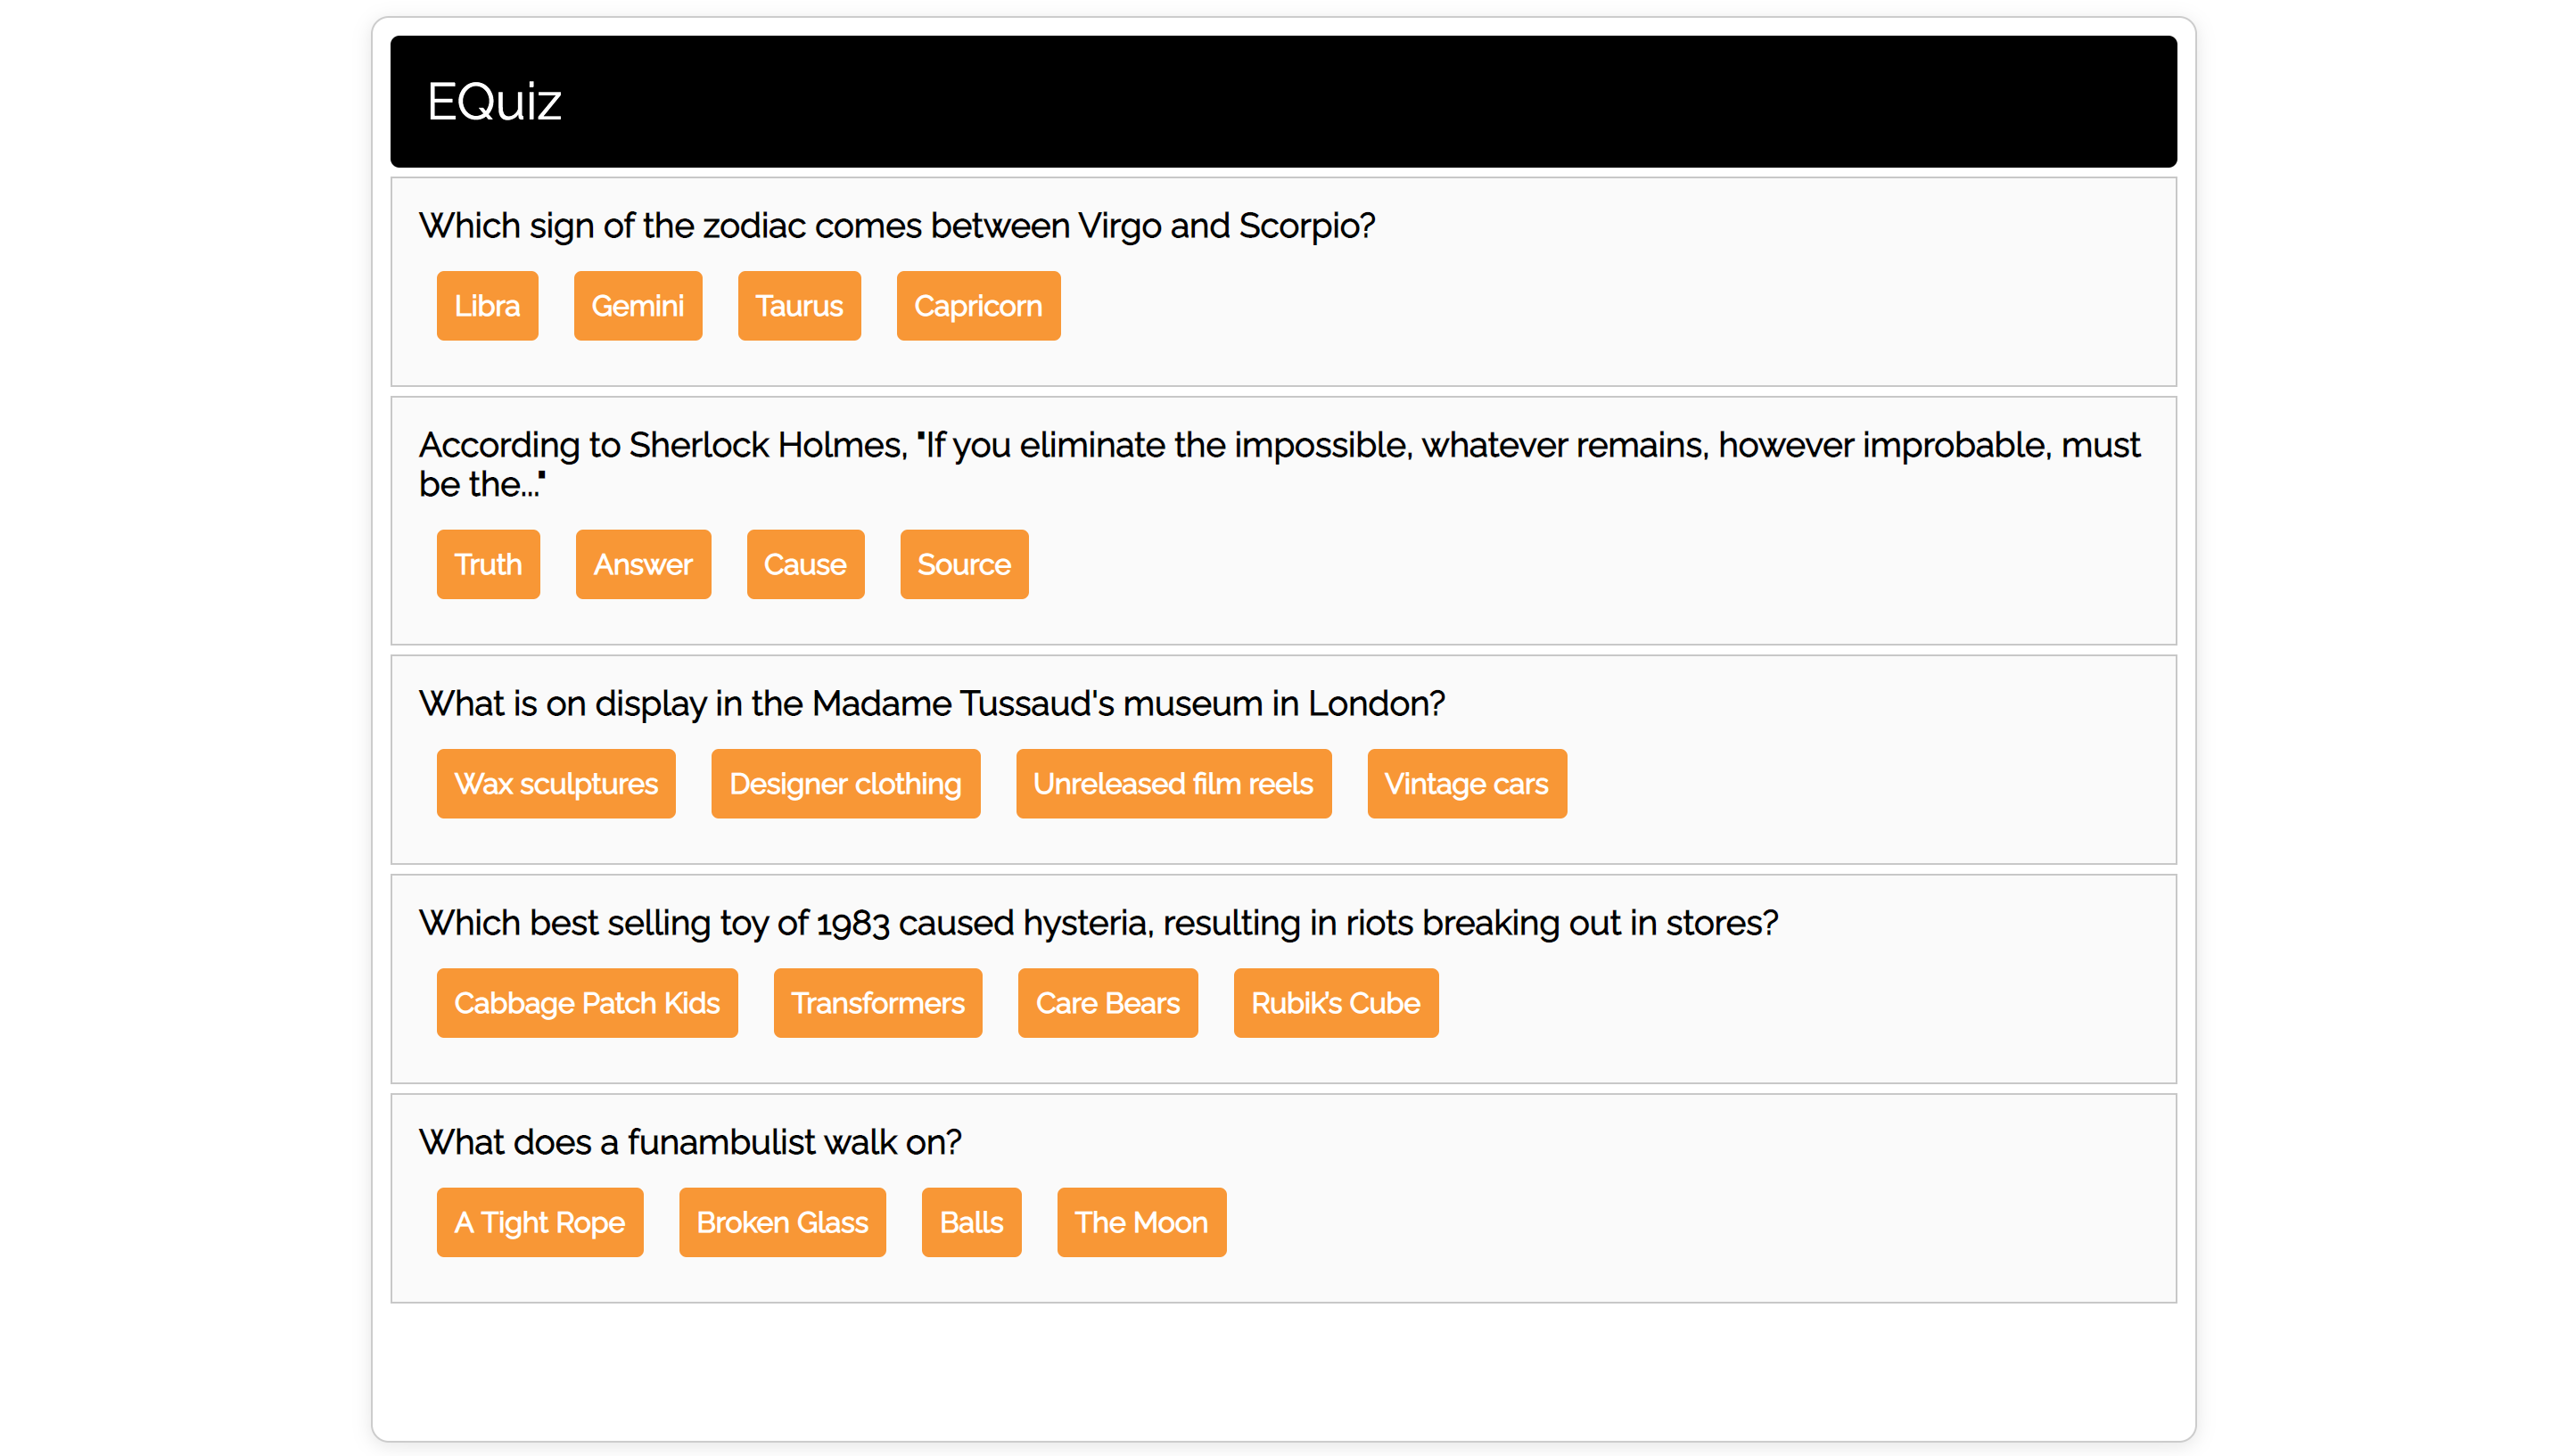 EQuiz
Which sign of the zodiac comes between Virgo and Scorpio?
Libra Gemini Taurus Capricorn
According to Sherlock Holmes, "If you eliminate the impossible, whatever remains, however improbable, must
be the..."
Truth Answer Cause Source
What is on display in the Madame Tussaud's museum in London?
Wax sculptures Designer clothing Unreleased film reels Vintage cars
Which best selling toy of 1983 caused hysteria, resulting in riots breaking out in stores?
Cabbage Patch Kids Transformers Care Bears Rubik's Cube
What does a funambulist walk on?
A Tight Rope Broken Glass Balls The Moon